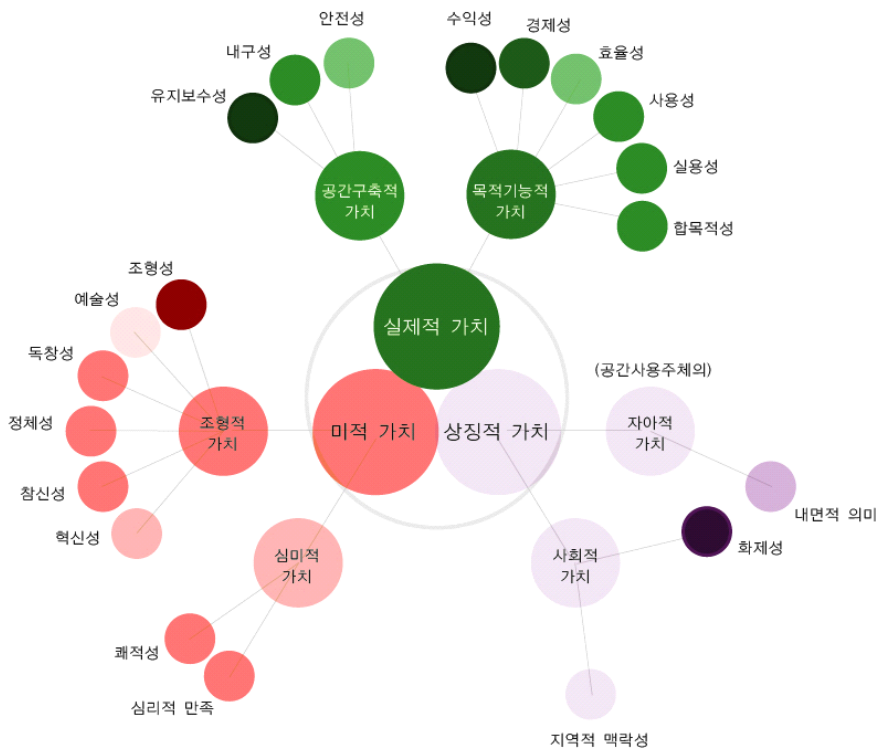 안전성
수익성
경제성
내구성
효율성
유지보수성
사용성
실용성
공간구축적
가치
목적기능적
가치
합목적성
조형성
예술성
실제적 가치
독창성
(공간사용주체의)
정체성
조형적
가치
미적 가치
상징적 가치
자아적
가치
참신성
내면적 의미
혁신성
화제성
심미적
가치
사회적
가치
쾌적성
심리적 만족
지역적 맥락성